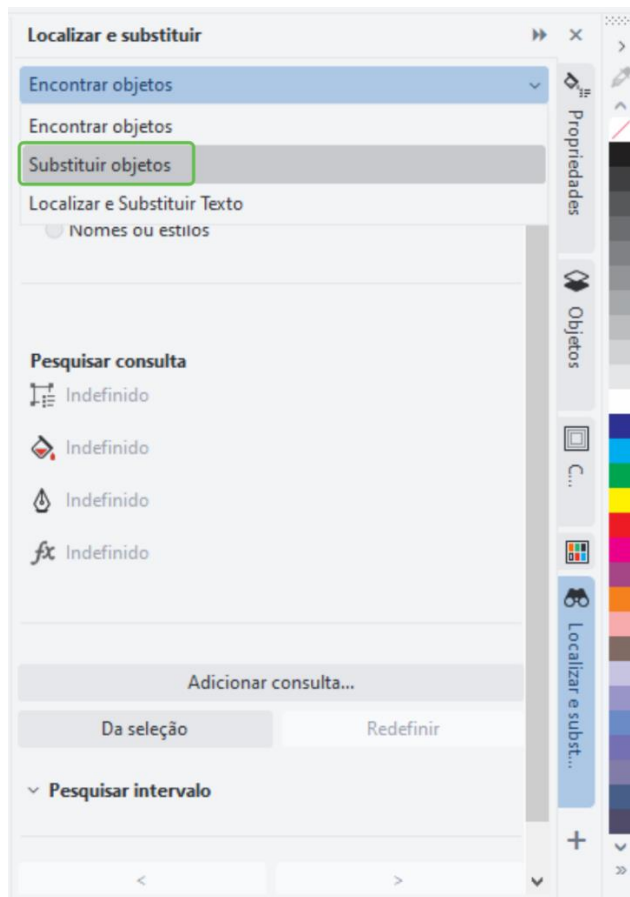 Localizar e substituir
Encontrar objetos
Encontrar objetos
Substituir objetos
Localizar e Substituir Texto
Nomes ou estilos
Pesquisar consulta
Indefinido
Indefinido
Indefinido
fx Indefinido
Adicionar consulta...
Da seleção
Redefinir
Pesquisar intervalo
<
>
Propriedades
Objetos
C...
Localizar e subst...